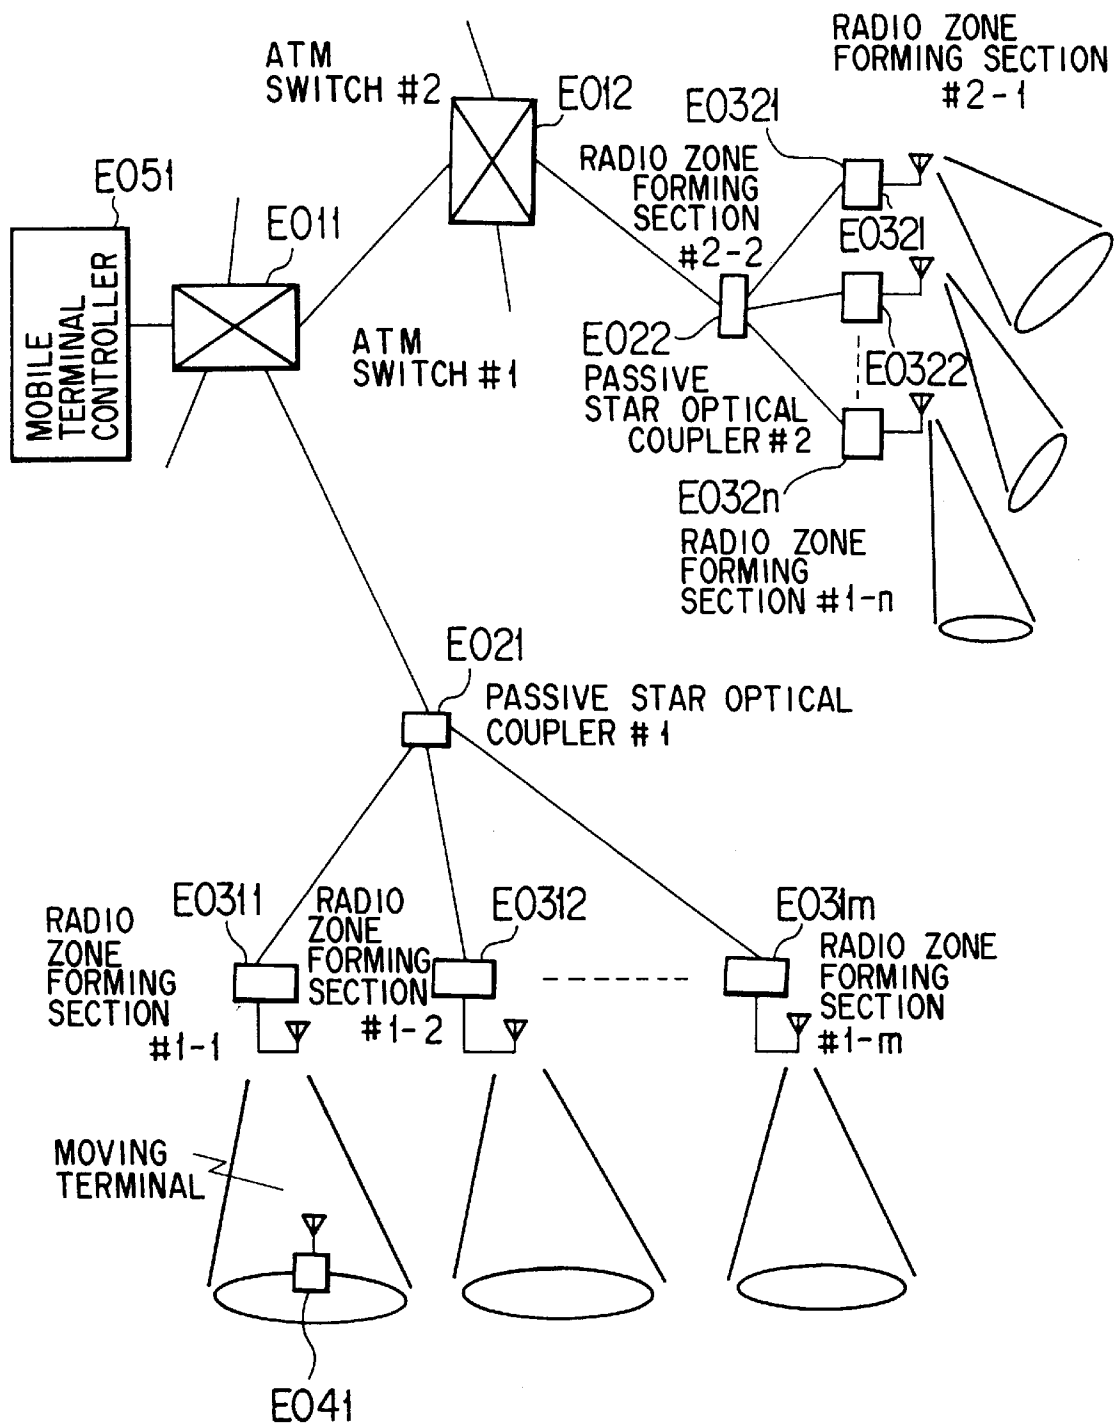 RADIO ZONE
FORMING SECTION
#2-1
ATM
SWITCH #2
E012
E0321
RADIO ZONE
FORMING
SECTION
#2-2
E051
E011
E0321
MOBILE
TERMINAL
CONTROLLER
ATM
SWITCH #1
E022
PASSIVE
STAR OPTICAL
COUPLER #2
E0322
E032n
RADIO ZONE
FORMING
SECTION #1-n
E021
PASSIVE STAR OPTICAL
COUPLER #1
E0311
RADIO
ZONE
FORMING
SECTION
#1-1
RADIO
ZONE
FORMING
SECTION
#1-2
E0312
E031m
RADIO ZONE
FORMING
SECTION
#1-m
MOVING
TERMINAL
E041